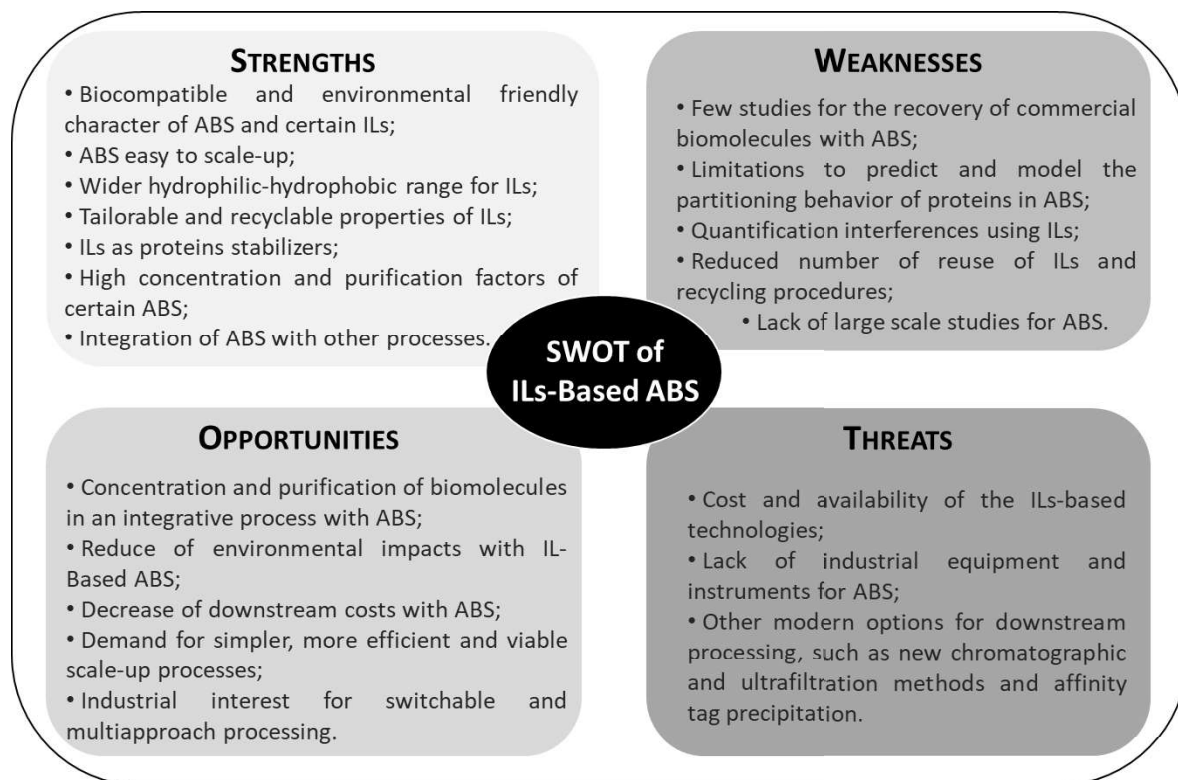 STRENGTHS
• Biocompatible and environmental friendly
character of ABS and certain ILs;
• ABS easy to scale-up;
• Wider hydrophilic-hydrophobic range for ILs;
• Tailorable and recyclable properties of ILs;
• ILs as proteins stabilizers;
• High concentration and purification factors of
certain ABS;
• Integration of ABS with other processes.
WEAKNESSES
• Few studies for the recovery of commercial
biomolecules with ABS;
• Limitations to predict and model the
partitioning behavior of proteins in ABS;
• Quantification interferences using ILs;
• Reduced number of reuse of ILs and
recycling procedures;
• Lack of large scale studies for ABS.
SWOT of
ILs-Based ABS
OPPORTUNITIES
• Concentration and purification of biomolecules
in an integrative process with ABS;
• Reduce of environmental impacts with IL-
Based ABS;
• Decrease of downstream costs with ABS;
• Demand for simpler, more efficient and viable
scale-up processes;
• Industrial interest for switchable and
multiapproach processing.
THREATS
• Cost and availability of the ILs-based
technologies;
• Lack of industrial equipment and
instruments for ABS;
• Other modern options for downstream
processing, such as new chromatographic
and ultrafiltration methods and affinity
tag precipitation.